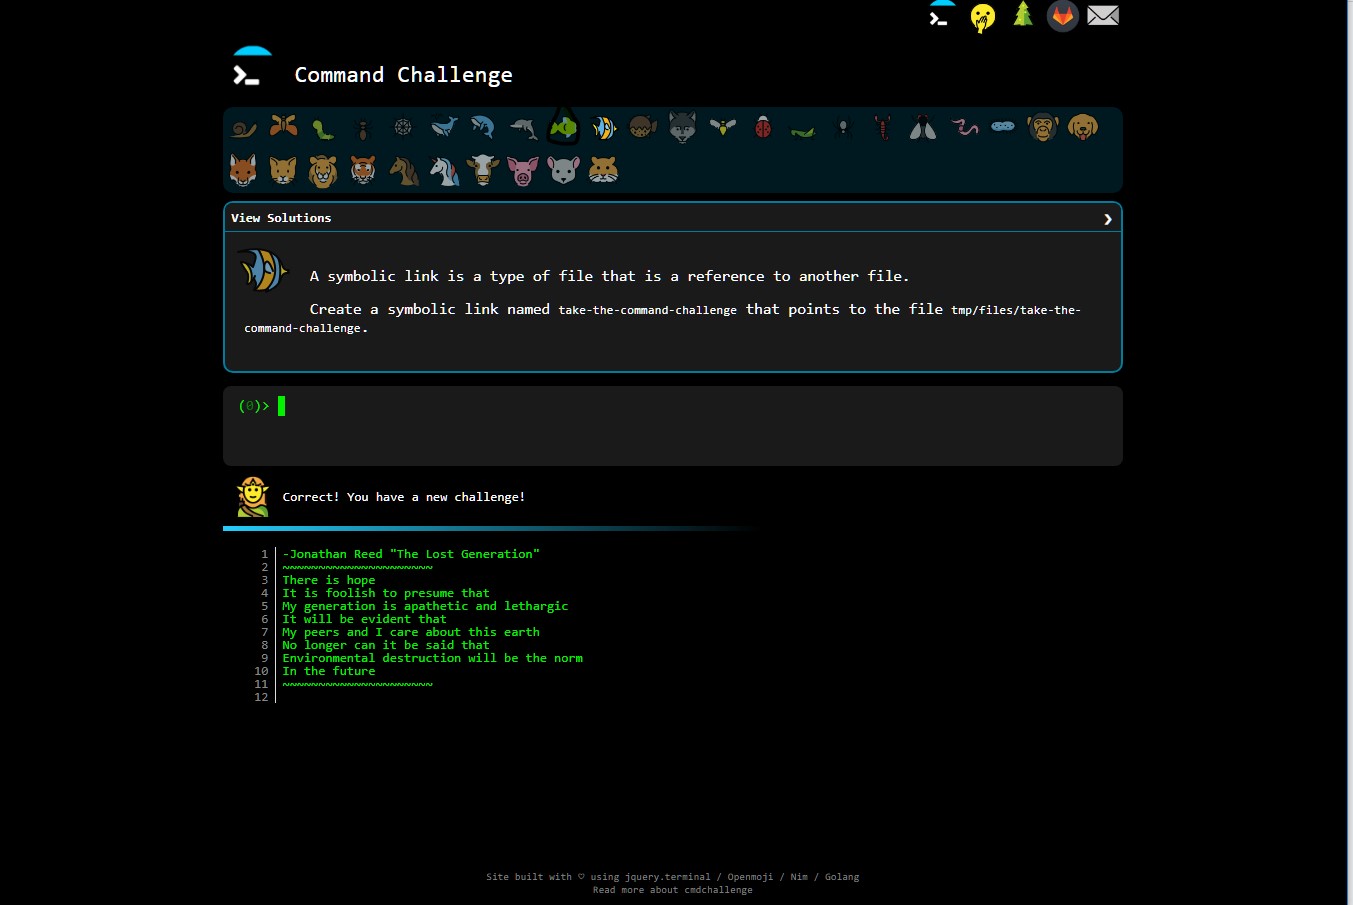 Command Challenge
View Solutions
A symbolic link is a type of file that is a reference to another file.
Create a symbolic link named take-the-command-challenge that points to the file tmp/files/take-the-
command-challenge.
(0)>
Correct! You have a new challenge!
1 -Jonathan Reed "The Lost Generation"
2 ~~~~~~~~~~~~~~~~~~~~~
3 There is hope
4 It is foolish to presume that
5 My generation is apathetic and lethargic
6 It will be evident that
7 My peers and I care about this earth
8 No longer can it be said that
9 Environmental destruction will be the norm
10 In the future
11 ~~~~~~~~~~~~~~~~~~~~~
12
Site built with ♡ using jquery.terminal / Openmoji / Nim / Golang
Read more about cmdchallenge